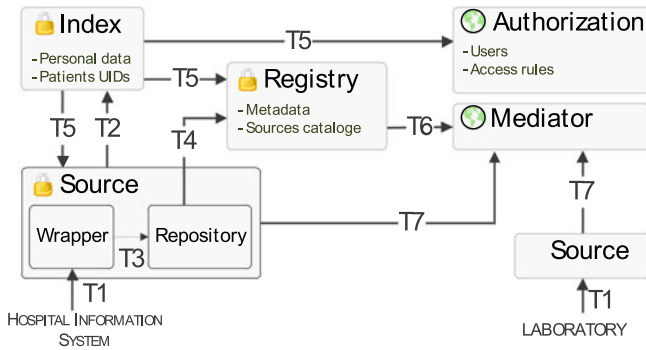 Index
- Personal data
- Patients UIDs
T5
Authorization
- Users
- Access rules
T5
Registry
- Metadata
- Sources cataloge
T5
T2
T4
T6
Mediator
Source
Wrapper
T3
Repository
T7
T7
Source
T1
HOSPITAL INFORMATION
SYSTEM
T1
LABORATORY